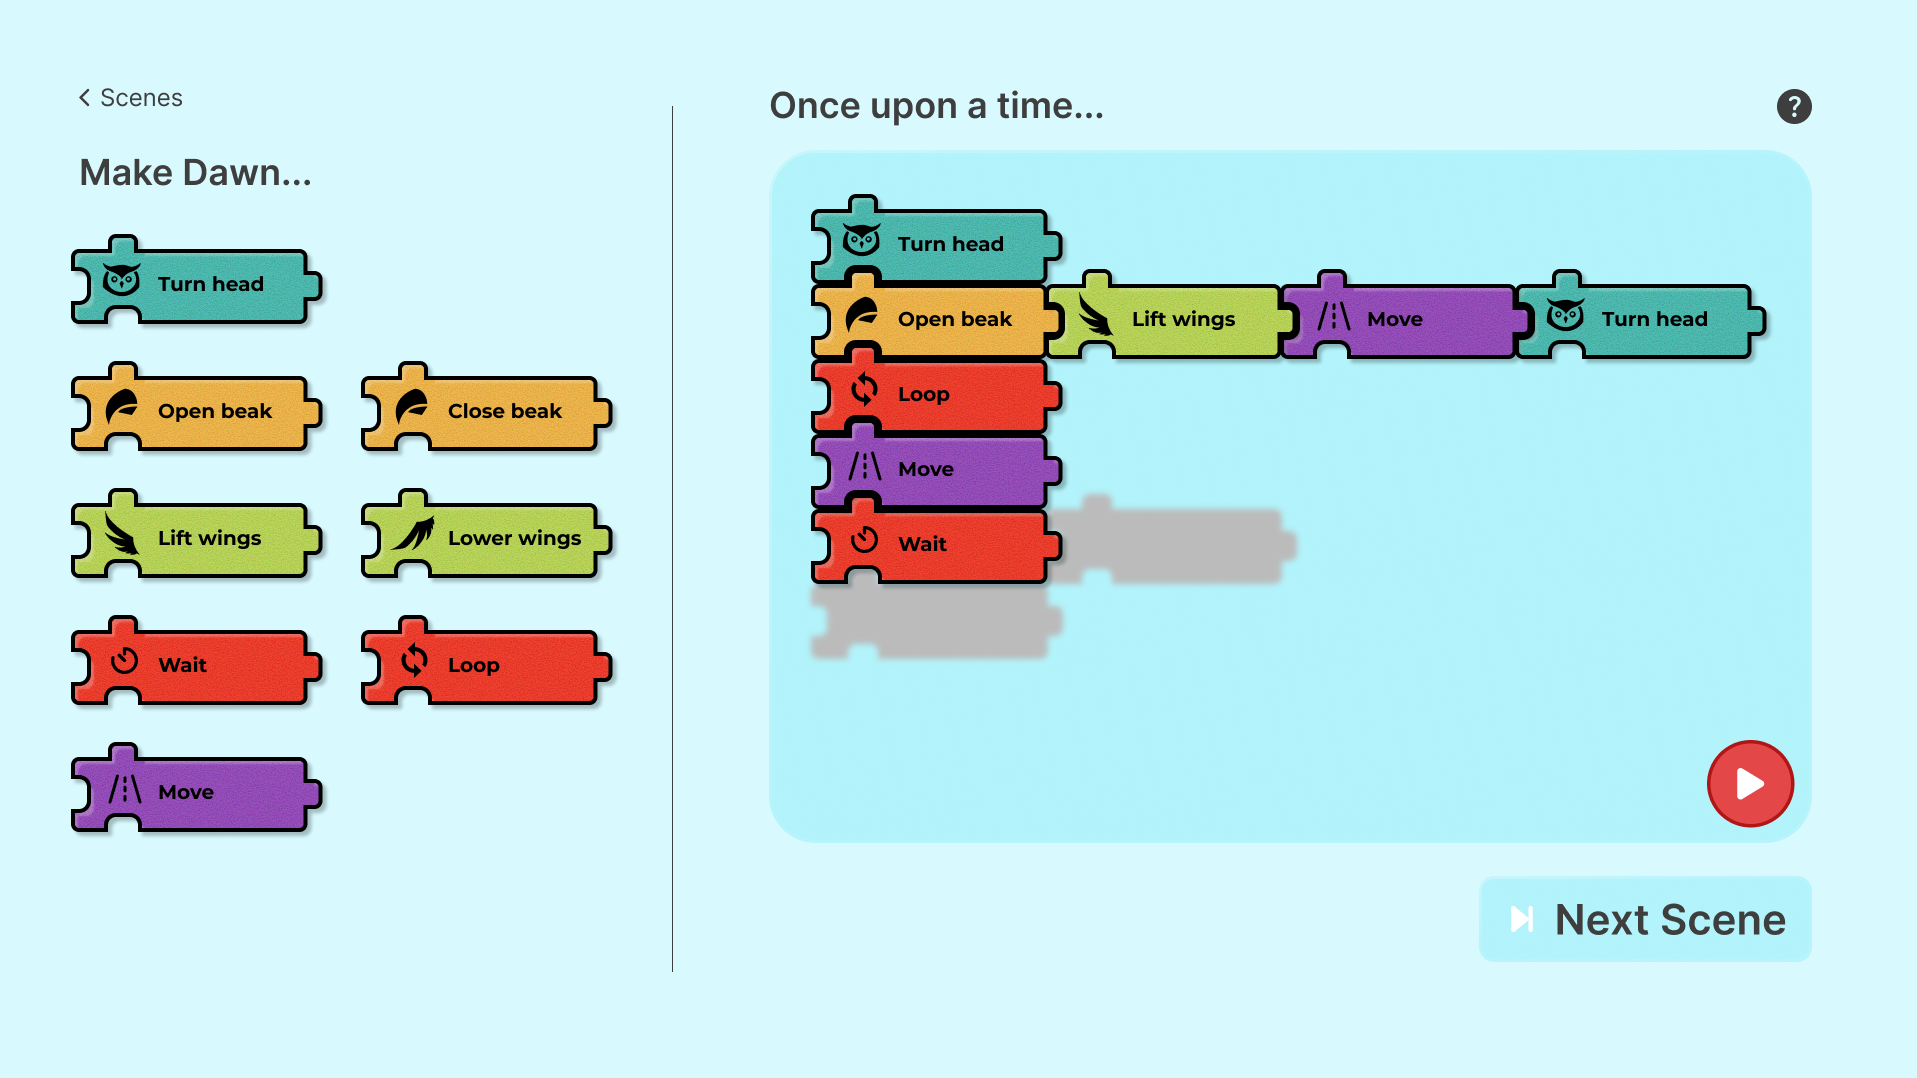 Scenes
Make Dawn...
Turn head
Open beak
Close beak
Lift wings
Lower wings
Wait
Loop
Move
Once upon a time...
?
Turn head
Open beak
Lift wings
Move
Turn head
Loop
Move
Wait
Next Scene